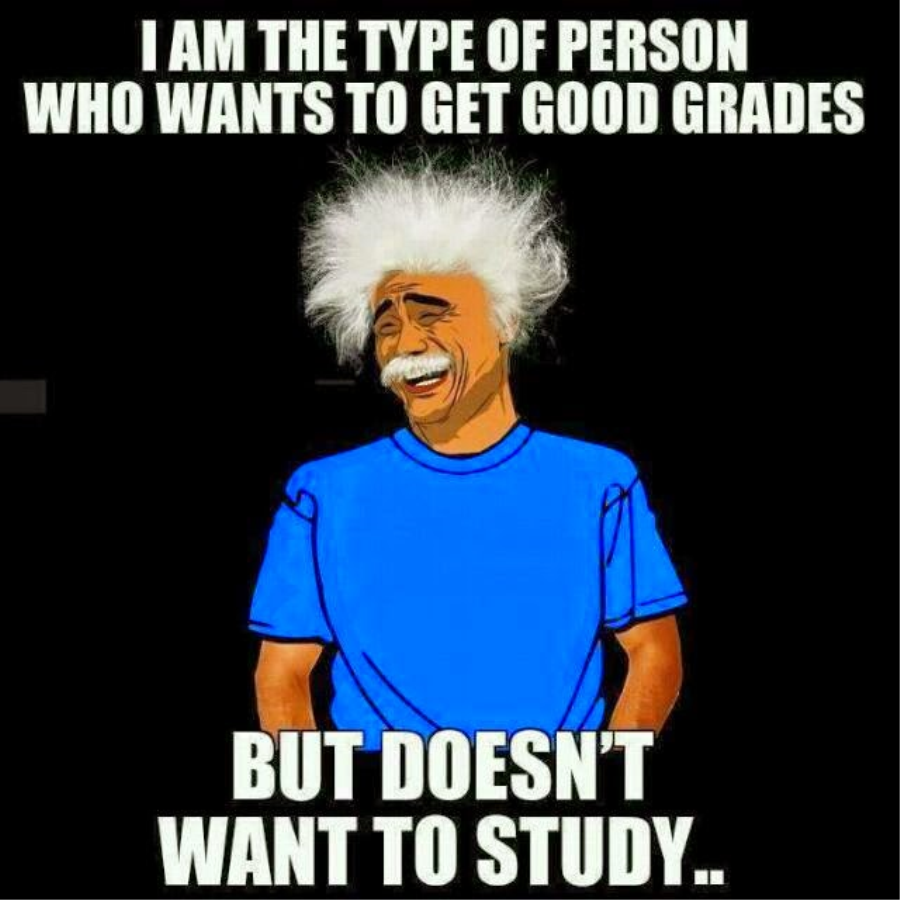 I AM THE TYPE OF PERSON
WHO WANTS TO GET GOOD GRADES
BUT DOESN'T
WANT TO STUDY..